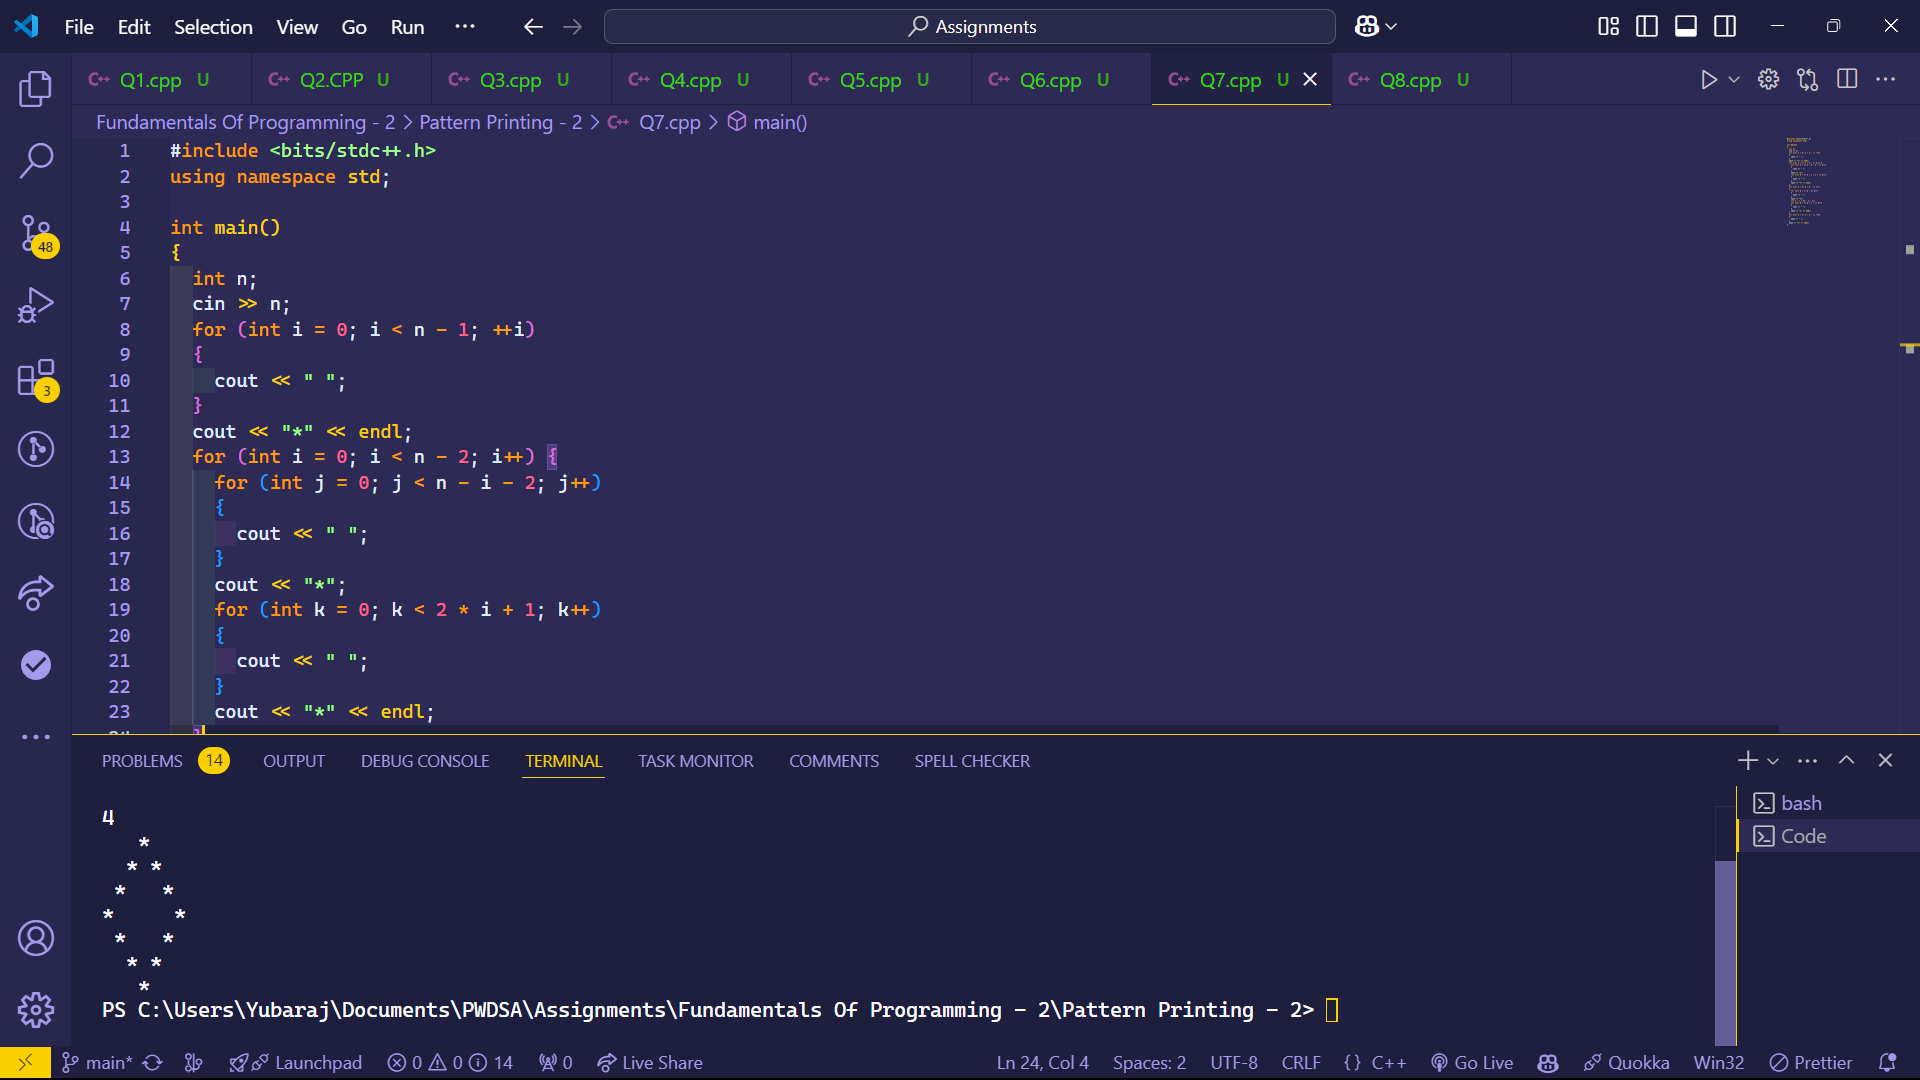 File Edit Selection View Go Run ··· Assignments
C++ Q1.cpp U C++ Q2.CPP U C++ Q3.cpp U C++ Q4.cpp U C++ Q5.cpp U C++ Q6.cpp U C++ Q7.cpp U C++ Q8.cpp U
Fundamentals Of Programming - 2 > Pattern Printing - 2 > C++ Q7.cpp > main()
1 #include <bits/stdc++.h>
2 using namespace std;
3
4 int main()
5 {
6 int n;
7 cin >> n;
8 for (int i = 0; i < n - 1; ++i)
9 {
10 cout << " ";
11 }
12 cout << "*" << endl;
13 for (int i = 0; i < n - 2; i++) {
14 for (int j = 0; j < n - i - 2; j++)
15 {
16 cout << " ";
17 }
18 cout << "*";
19 for (int k = 0; k < 2 * i + 1; k++)
20 {
21 cout << " ";
22 }
23 cout << "*" << endl;
48
3
PROBLEMS 14 OUTPUT DEBUG CONSOLE TERMINAL TASK MONITOR COMMENTS SPELL CHECKER
4
   *
  * *
 *   *
*     *
 *   *
  * *
   *
PS C:\Users\Yubaraj\Documents\PWDSA\Assignments\Fundamentals Of Programming - 2\Pattern Printing - 2>
bash
Code
main* Launchpad 0 0 14 0 Live Share Ln 24, Col 4 Spaces: 2 UTF-8 CRLF {} C++ Go Live Quokka Win32 Prettier